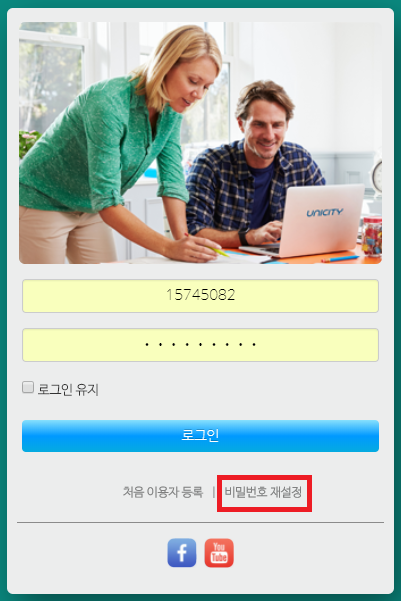 UNICITY
15745082
• • • • • • • • •
로그인 유지
로그인
처음 이용자 등록 | 비밀번호 재설정
f You Tube